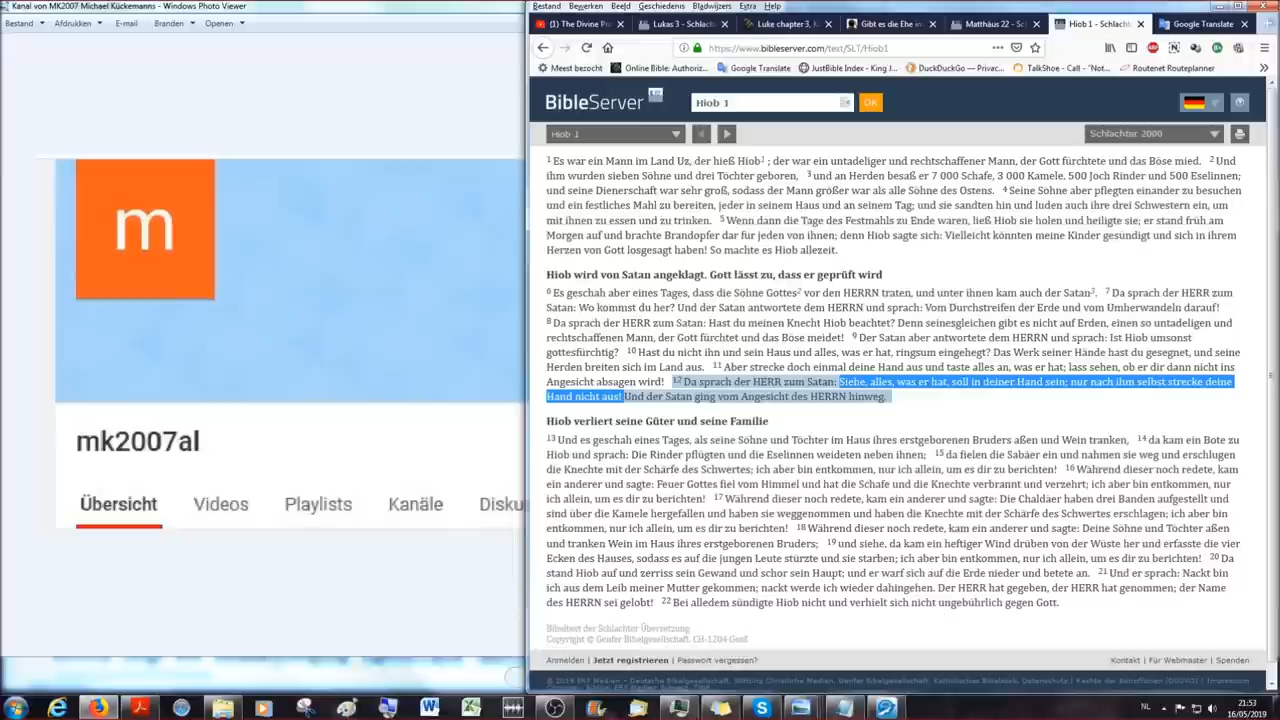 Kanal von MK2007 Michael Kückemanns - Windows Photo Viewer
Bestand Afdrukken E-mail Branden Openen
m
mk2007al
Übersicht Videos Playlists Kanäle Disku
Bestand Bewerken Beeld Geschiedenis Bladwijzers Extra Help
(1) The Divine Po Lukas 3 - Schlacht Luke chapter 3, Gibt es die Ehe in Matthäus 22 - Sc Hiob 1 - Schlacht Google Translate
https://www.bibleserver.com/text/SLT/Hiob1
Meest bezocht Online Bible: Authoriz... Google Translate JustBible Index - King J... DuckDuckGo — Privac... TalkShoe - Call - "Not... Routenet Routeplanner
BibleServer Hiob 1 OK
Hiob 1 Schlachter 2000
1 Es war ein Mann im Land Uz, der hieß Hiob1 ; der war ein untadeliger und rechtschaffener Mann, der Gott fürchtete und das Böse mied. 2 Und
ihm wurden sieben Söhne und drei Töchter geboren, 3 und an Herden besaß er 7 000 Schafe, 3 000 Kamele, 500 Joch Rinder und 500 Eselinnen;
und seine Dienerschaft war sehr groß, sodass der Mann größer war als alle Söhne des Ostens. 4 Seine Söhne aber pflegten einander zu besuchen
und ein festliches Mahl zu bereiten, jeder in seinem Haus und an seinem Tag; und sie sandten hin und luden auch ihre drei Schwestern ein, um
mit ihnen zu essen und zu trinken. 5 Wenn dann die Tage des Festmahls zu Ende waren, ließ Hiob sie holen und heiligte sie; er stand früh am
Morgen auf und brachte Brandopfer dar für jeden von ihnen; denn Hiob sagte sich: Vielleicht könnten meine Kinder gesündigt und sich in ihrem
Herzen von Gott losgesagt haben! So machte es Hiob allezeit.
Hiob wird von Satan angeklagt. Gott lässt zu, dass er geprüft wird
6 Es geschah aber eines Tages, dass die Söhne Gottes2 vor den HERRN traten, und unter ihnen kam auch der Satan3. 7 Da sprach der HERR zum
Satan: Wo kommst du her? Und der Satan antwortete dem HERRN und sprach: Vom Durchstreifen der Erde und vom Umherwandeln darauf!
8 Da sprach der HERR zum Satan: Hast du meinen Knecht Hiob beachtet? Denn seinesgleichen gibt es nicht auf Erden, einen so untadeligen und
rechtschaffenen Mann, der Gott fürchtet und das Böse meidet! 9 Der Satan aber antwortete dem HERRN und sprach: Ist Hiob umsonst
gottesfürchtig? 10 Hast du nicht ihn und sein Haus und alles, was er hat, ringsum eingehegt? Das Werk seiner Hände hast du gesegnet, und seine
Herden breiten sich im Land aus. 11 Aber strecke doch einmal deine Hand aus und taste alles an, was er hat; lass sehen, ob er dir dann nicht ins
Angesicht absagen wird! 12 Da sprach der HERR zum Satan: Siehe, alles, was er hat, soll in deiner Hand sein; nur nach ihm selbst strecke deine
Hand nicht aus! Und der Satan ging vom Angesicht des HERRN hinweg.
Hiob verliert seine Güter und seine Familie
13 Und es geschah eines Tages, als seine Söhne und Töchter im Haus ihres erstgeborenen Bruders aßen und Wein tranken, 14 da kam ein Bote zu
Hiob und sprach: Die Rinder pflügten und die Eselinnen weideten neben ihnen; 15 da fielen die Sabäer ein und nahmen sie weg und erschlugen
die Knechte mit der Schärfe des Schwertes; ich aber bin entkommen, nur ich allein, um es dir zu berichten! 16 Während dieser noch redete, kam
ein anderer und sagte: Feuer Gottes fiel vom Himmel und hat die Schafe und die Knechte verbrannt und verzehrt; ich aber bin entkommen, nur
ich allein, um es dir zu berichten! 17 Während dieser noch redete, kam ein anderer und sagte: Die Chaldäer haben drei Banden aufgestellt und
sind über die Kamele hergefallen und haben sie weggenommen und haben die Knechte mit der Schärfe des Schwertes erschlagen; ich aber bin
entkommen, nur ich allein, um es dir zu berichten! 18 Während dieser noch redete, kam ein anderer und sagte: Deine Söhne und Töchter aßen
und tranken Wein im Haus ihres erstgeborenen Bruders; 19 und siehe, da kam ein heftiger Wind drüben von der Wüste her und erfasste die vier
Ecken des Hauses, sodass es auf die jungen Leute stürzte und sie starben; ich aber bin entkommen, nur ich allein, um es dir zu berichten! 20 Da
stand Hiob auf und zerriss sein Gewand und schor sein Haupt; und er warf sich auf die Erde nieder und betete an. 21 Und er sprach: Nackt bin
ich aus dem Leib meiner Mutter gekommen; nackt werde ich wieder dahingehen. Der HERR hat gegeben, der HERR hat genommen; der Name
des HERRN sei gelobt! 22 Bei alledem sündigte Hiob nicht und verhielt sich nicht ungebührlich gegen Gott.
Bibeltext der Schlachter Übersetzung
Copyright © Genfer Bibelgesellschaft, CH-1204 Genf
Anmelden | Jetzt registrieren | Passwort vergessen? Kontakt | Für Webmaster | Spenden
NL 21:53
16/05/2019